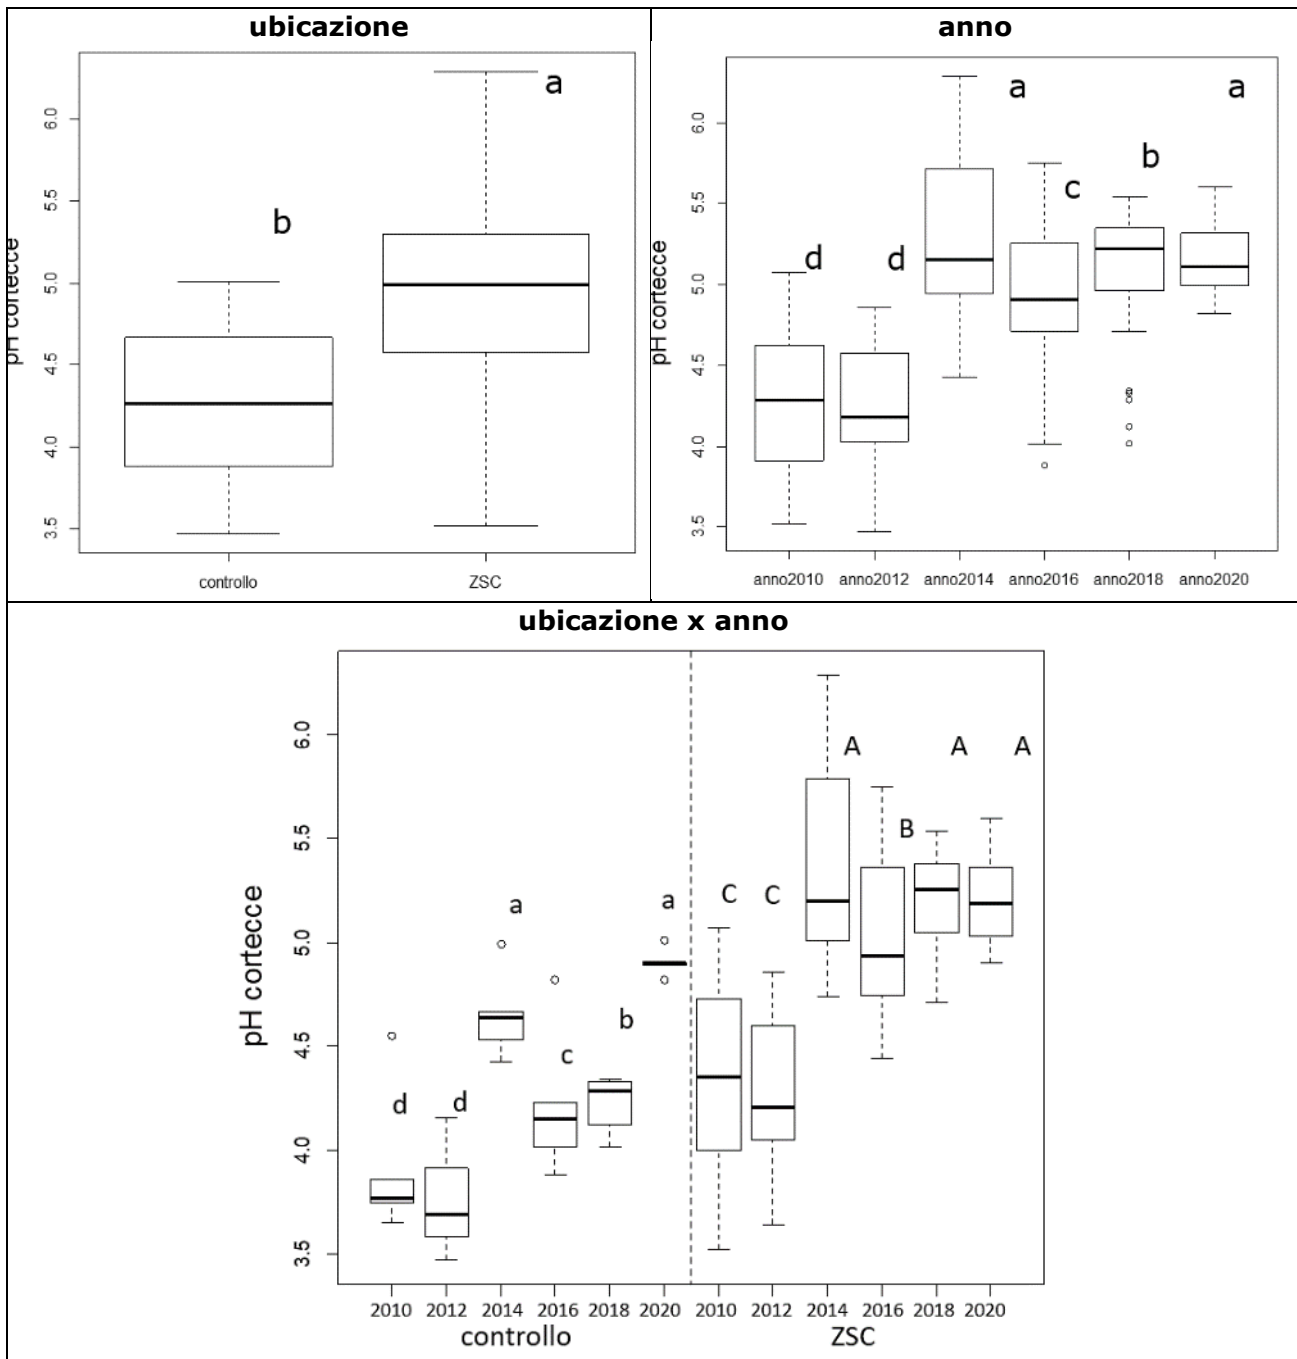 ubicazione
anno
pH cortecce
3.5
4.0
4.5
5.0
5.5
6.0
b
a
controllo
ZSC
pH cortecce
3.5
4.0
4.5
5.0
5.5
6.0
d
d
a
c
b
a
anno2010
anno2012
anno2014
anno2016
anno2018
anno2020
ubicazione x anno
pH cortecce
3.5
4.0
4.5
5.0
5.5
6.0
d
d
a
c
b
a
C
C
A
B
A
A
2010 2012 2014 2016 2018 2020 2010 2012 2014 2016 2018 2020
controllo
ZSC